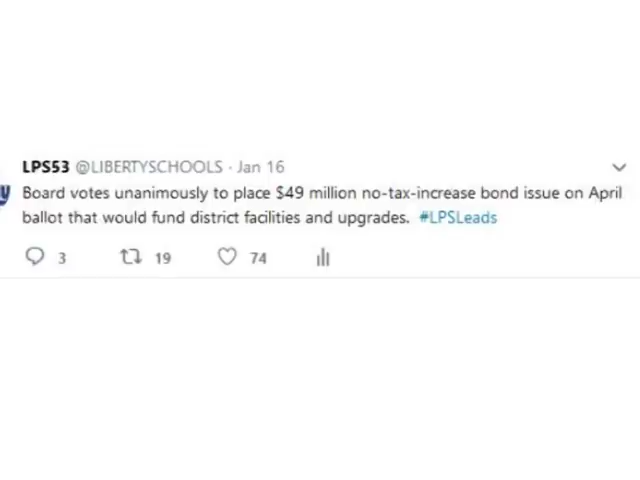 LPS53 @LIBERTYSCHOOLS · Jan 16
Board votes unanimously to place $49 million no-tax-increase bond issue on April
ballot that would fund district facilities and upgrades. #LPSLeads
3 19 74